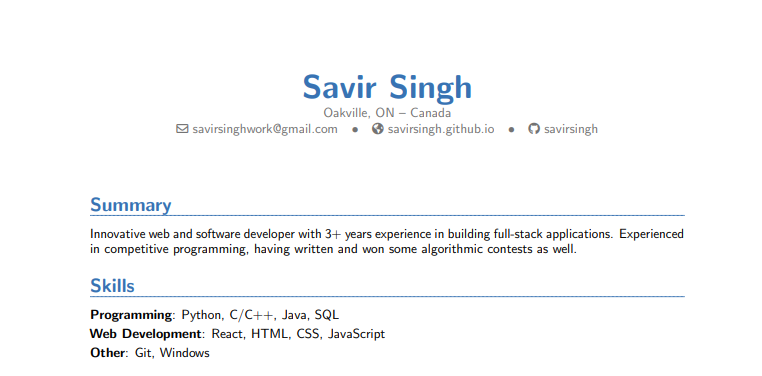 Savir Singh
Oakville, ON – Canada
savirsinghwork@gmail.com • savirsingh.github.io • savirsingh
Summary
Innovative web and software developer with 3+ years experience in building full-stack applications. Experienced
in competitive programming, having written and won some algorithmic contests as well.
Skills
Programming: Python, C/C++, Java, SQL
Web Development: React, HTML, CSS, JavaScript
Other: Git, Windows